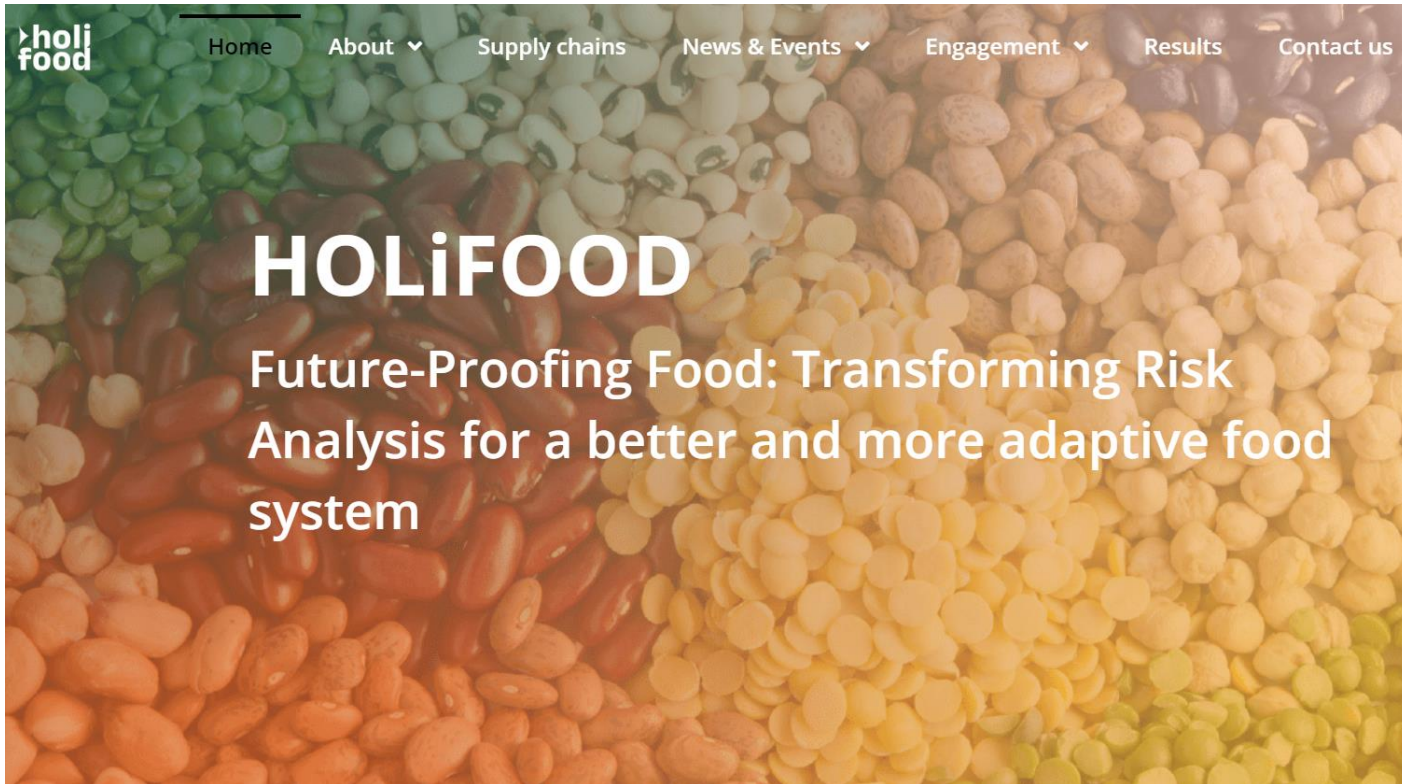 holi
food
Home
About
Supply chains
News & Events
Engagement
Results
Contact us
HOLiFOOD
Future-Proofing Food: Transforming Risk
Analysis for a better and more adaptive food
system